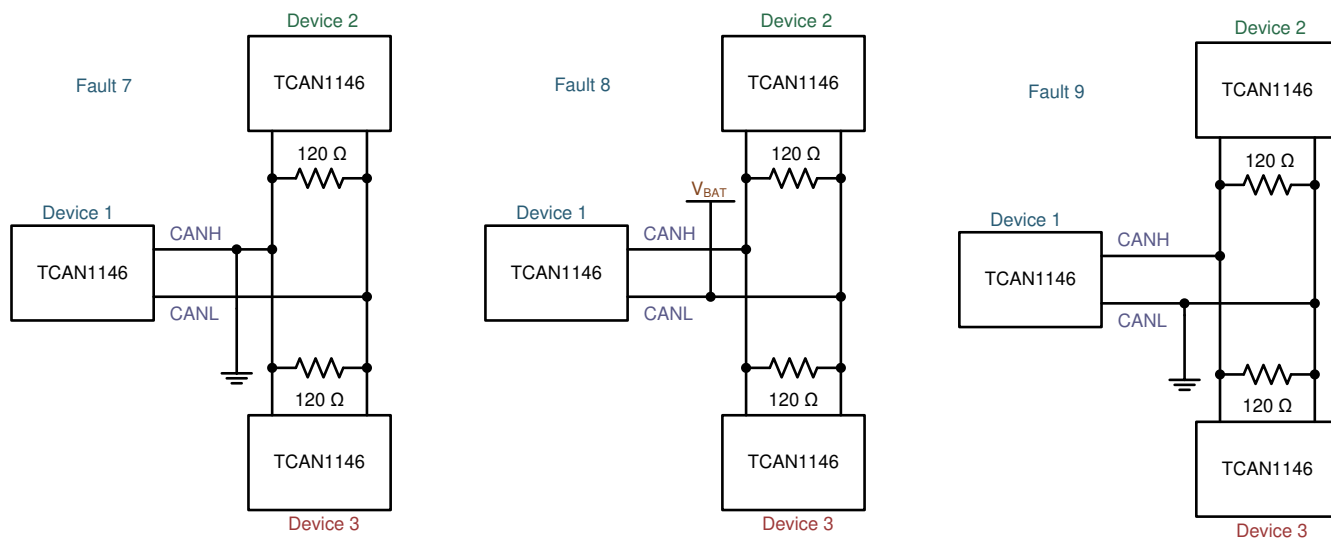 Device 2
TCAN1146
Fault 7
120 Ω
Device 1
CANH
TCAN1146
CANL
120 Ω
TCAN1146
Device 3
Device 2
TCAN1146
Fault 8
120 Ω
VBAT
Device 1
CANH
TCAN1146
CANL
120 Ω
TCAN1146
Device 3
Device 2
TCAN1146
Fault 9
120 Ω
Device 1
CANH
TCAN1146
CANL
120 Ω
TCAN1146
Device 3